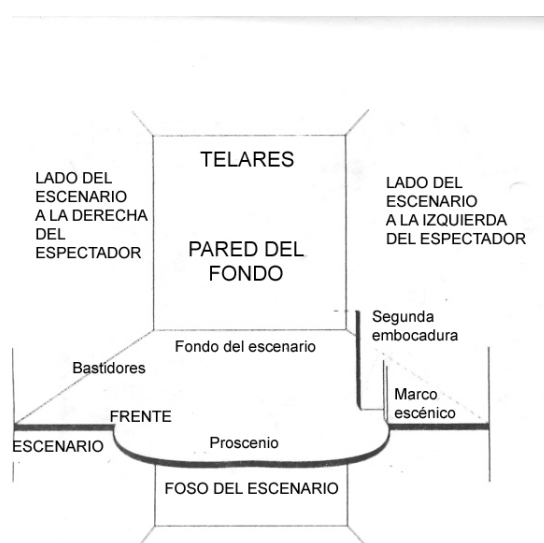 TELARES
LADO DEL
ESCENARIO
A LA DERECHA
DEL
ESPECTADOR
LADO DEL
ESCENARIO
A LA IZQUIERDA
DEL ESPECTADOR
PARED DEL
FONDO
Segunda
embocadura
Fondo del escenario
Bastidores
Marco
escénico
FRENTE
ESCENARIO
Proscenio
FOSO DEL ESCENARIO